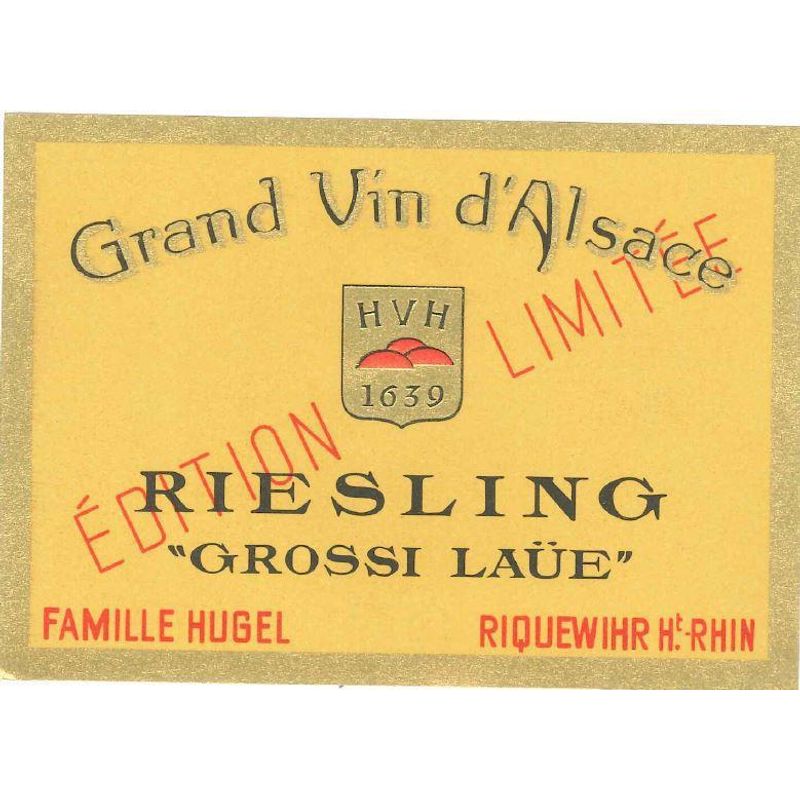 Grand Vin d'Alsace
ÉDITION LIMITÉE
HVH
1639
RIESLING
"GROSSI LAÜE"
FAMILLE HUGEL
RIQUEWIHR Ht.-RHIN